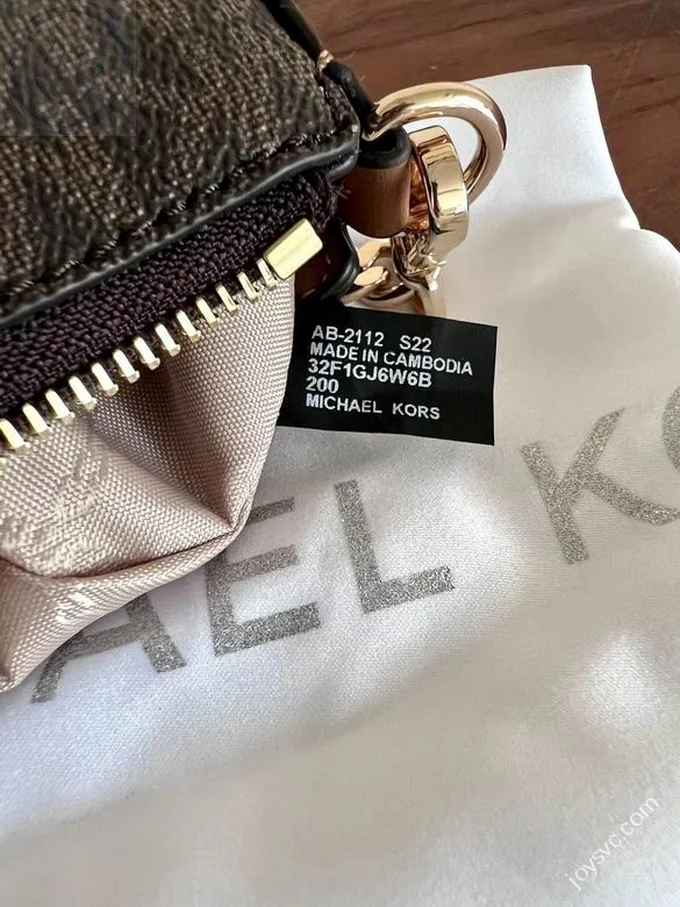 AB-2112 S22
MADE IN CAMBODIA
32F1GJ6W6B
200
MICHAEL KORS
AEL K
joysvc.com